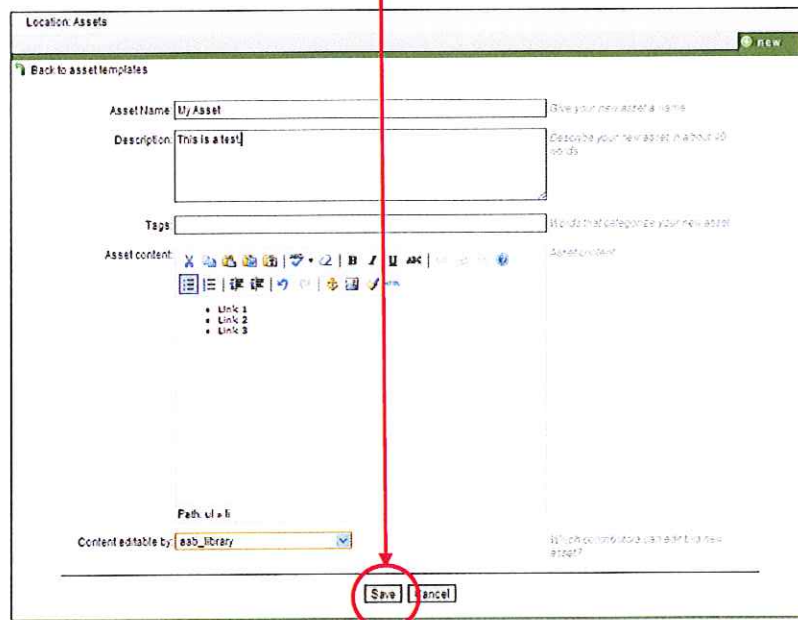 Location: Assets
new
Back to asset templates
Asset Name: My Asset
Give your new asset a name
Description: This is a test.
Describe your new asset in about 40
words
Tags:
Words that categorize your new asset
Asset content:
B I U ABC
Asset content
HTML
Link 1
Link 2
Link 3
Path: ul » li
Content editable by: aab_library
Which contributors can edit this new
asset?
Save Cancel